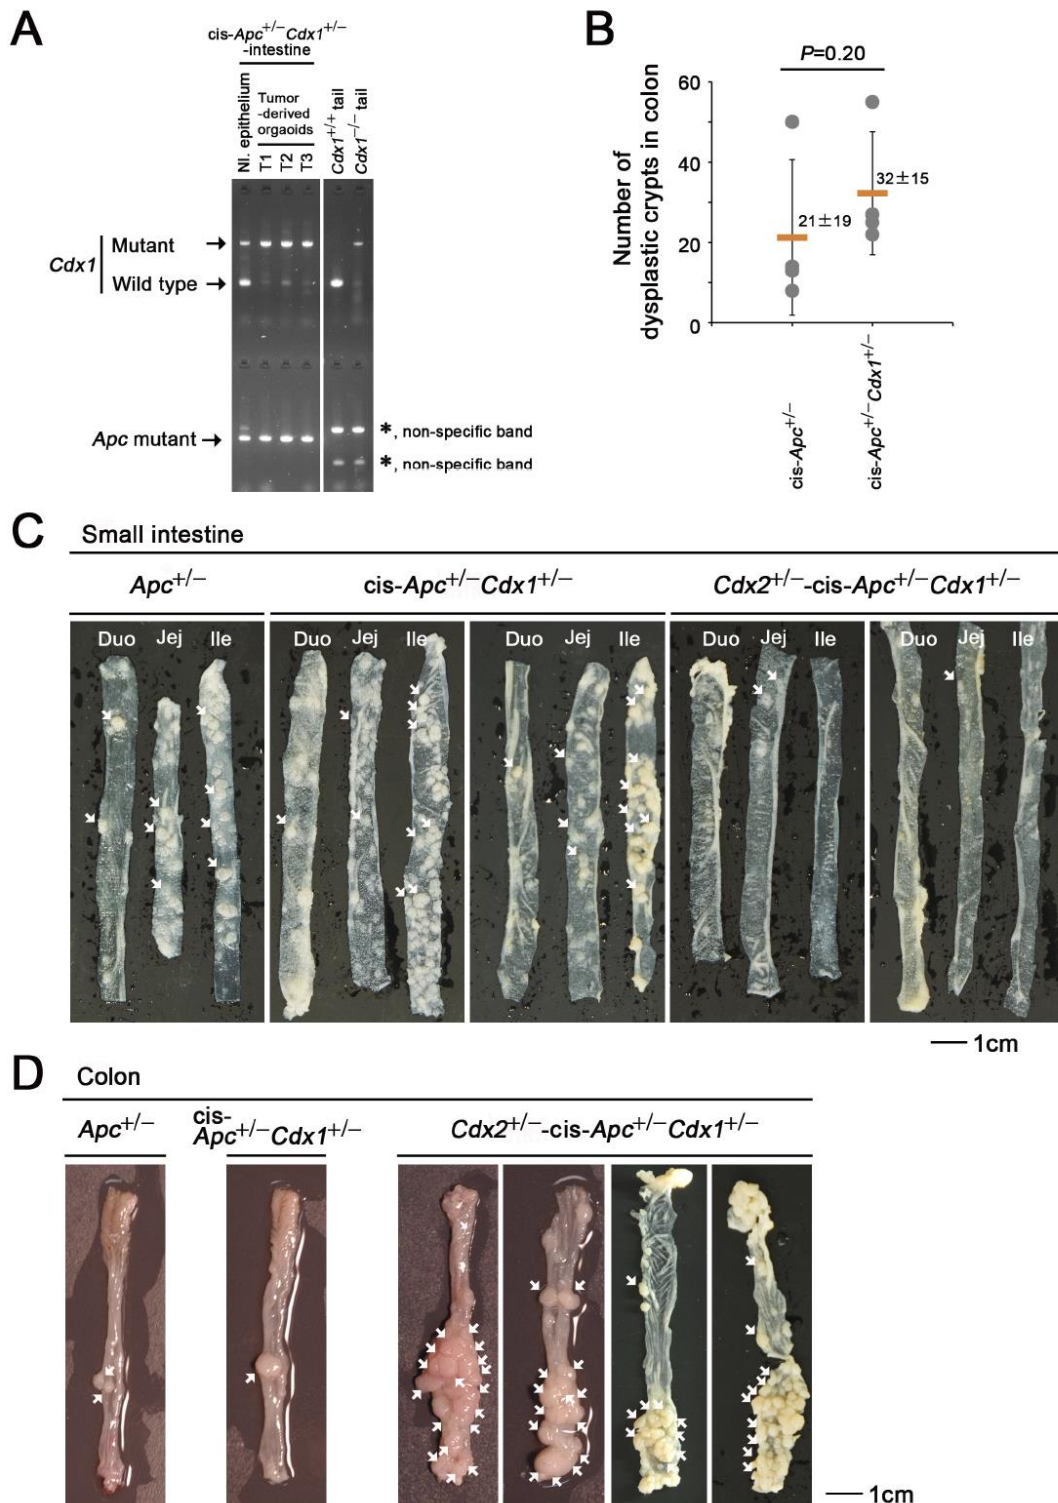 A
cis-Apc+/−Cdx1+/−
-intestine
Nl. epithelium
Tumor
-derived
orgaoids
T1
T2
T3
Cdx1+/+ tail
Cdx1−/− tail
Cdx1
Mutant
Wild type
Apc mutant
*, non-specific band
*, non-specific band
B
P=0.20
Number of
dysplastic crypts in colon
60
40
20
0
21±19
32±15
cis-Apc+/−
cis-Apc+/−Cdx1+/−
C
Small intestine
Apc+/−
cis-Apc+/−Cdx1+/−
Cdx2+/−-cis-Apc+/−Cdx1+/−
Duo Jej Ile
Duo Jej Ile
Duo Jej Ile
Duo Jej Ile
Duo Jej Ile
1cm
D
Colon
Apc+/−
cis-
Apc+/−Cdx1+/−
Cdx2+/−-cis-Apc+/−Cdx1+/−
1cm